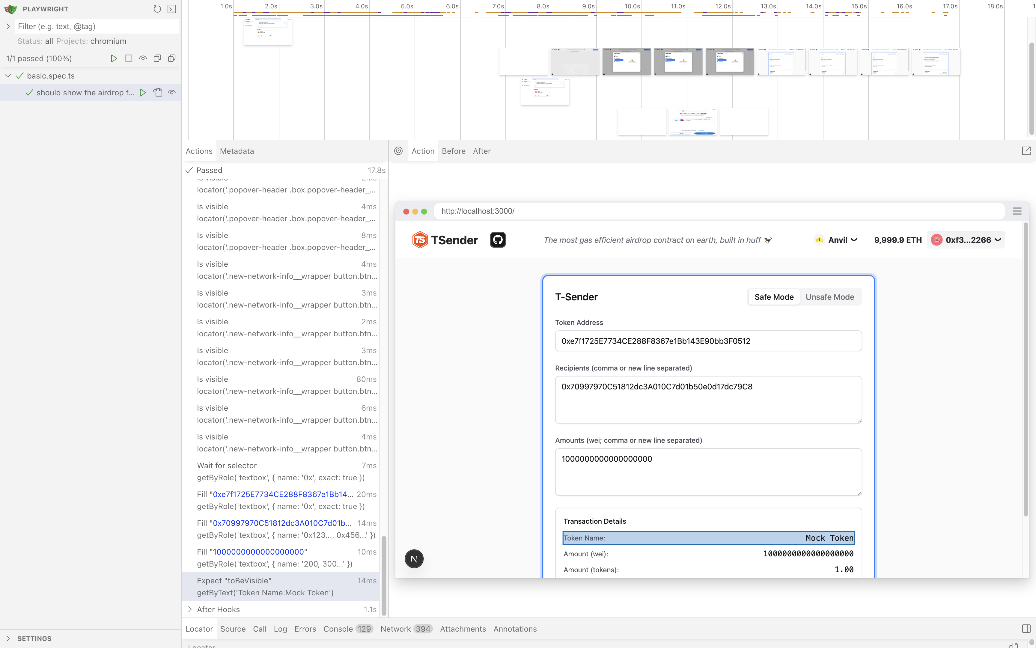 PLAYWRIGHT
Filter (e.g. text, @tag)
Status: all Projects: chromium
1/1 passed (100%)
basic.spec.ts
should show the airdrop f...
1.0s 2.0s 3.0s 4.0s 5.0s 6.0s 7.0s 8.0s 9.0s 10.0s 11.0s 12.0s 13.0s 14.0s 15.0s 16.0s 17.0s 18.0s
Actions Metadata
Passed 17.8s
locator('.popover-header .box.popover-header_...
Is visible 4ms
locator('.popover-header .box.popover-header_...
Is visible 8ms
locator('.popover-header .box.popover-header_...
Is visible 4ms
locator('.new-network-info__wrapper button.btn...
Is visible 3ms
locator('.new-network-info__wrapper button.btn...
Is visible 2ms
locator('.new-network-info__wrapper button.btn...
Is visible 3ms
locator('.new-network-info__wrapper button.btn...
Is visible 80ms
locator('.new-network-info__wrapper button.btn...
Is visible 6ms
locator('.new-network-info__wrapper button.btn...
Is visible 4ms
locator('.new-network-info__wrapper button.btn...
Wait for selector 7ms
getByRole('textbox', { name: '0x', exact: true })
Fill "0xe7f1725E7734CE288F8367e1Bb14... 20ms
getByRole('textbox', { name: '0x', exact: true })
Fill "0x70997970C51812dc3A010C7d01b... 14ms
getByRole('textbox', { name: '0x123..., 0x456...' })
Fill "1000000000000000000" 10ms
getByRole('textbox', { name: '200, 300...' })
Expect "toBeVisible" 14ms
getByText('Token Name:Mock Token')
After Hooks 1.1s
Action Before After
http://localhost:3000/
TS TSender
The most gas efficient airdrop contract on earth, built in huff
Anvil
9,999.9 ETH
0xf3...2266
T-Sender
Safe Mode Unsafe Mode
Token Address
0xe7f1725E7734CE288F8367e1Bb143E90bb3F0512
Recipients (comma or new line separated)
0x70997970C51812dc3A010C7d01b50e0d17dc79C8
Amounts (wei; comma or new line separated)
1000000000000000000
Transaction Details
Token Name: Mock Token
Amount (wei): 1000000000000000000
Amount (tokens): 1.00
N
Locator Source Call Log Errors Console 129 Network 394 Attachments Annotations
SETTINGS
Locator